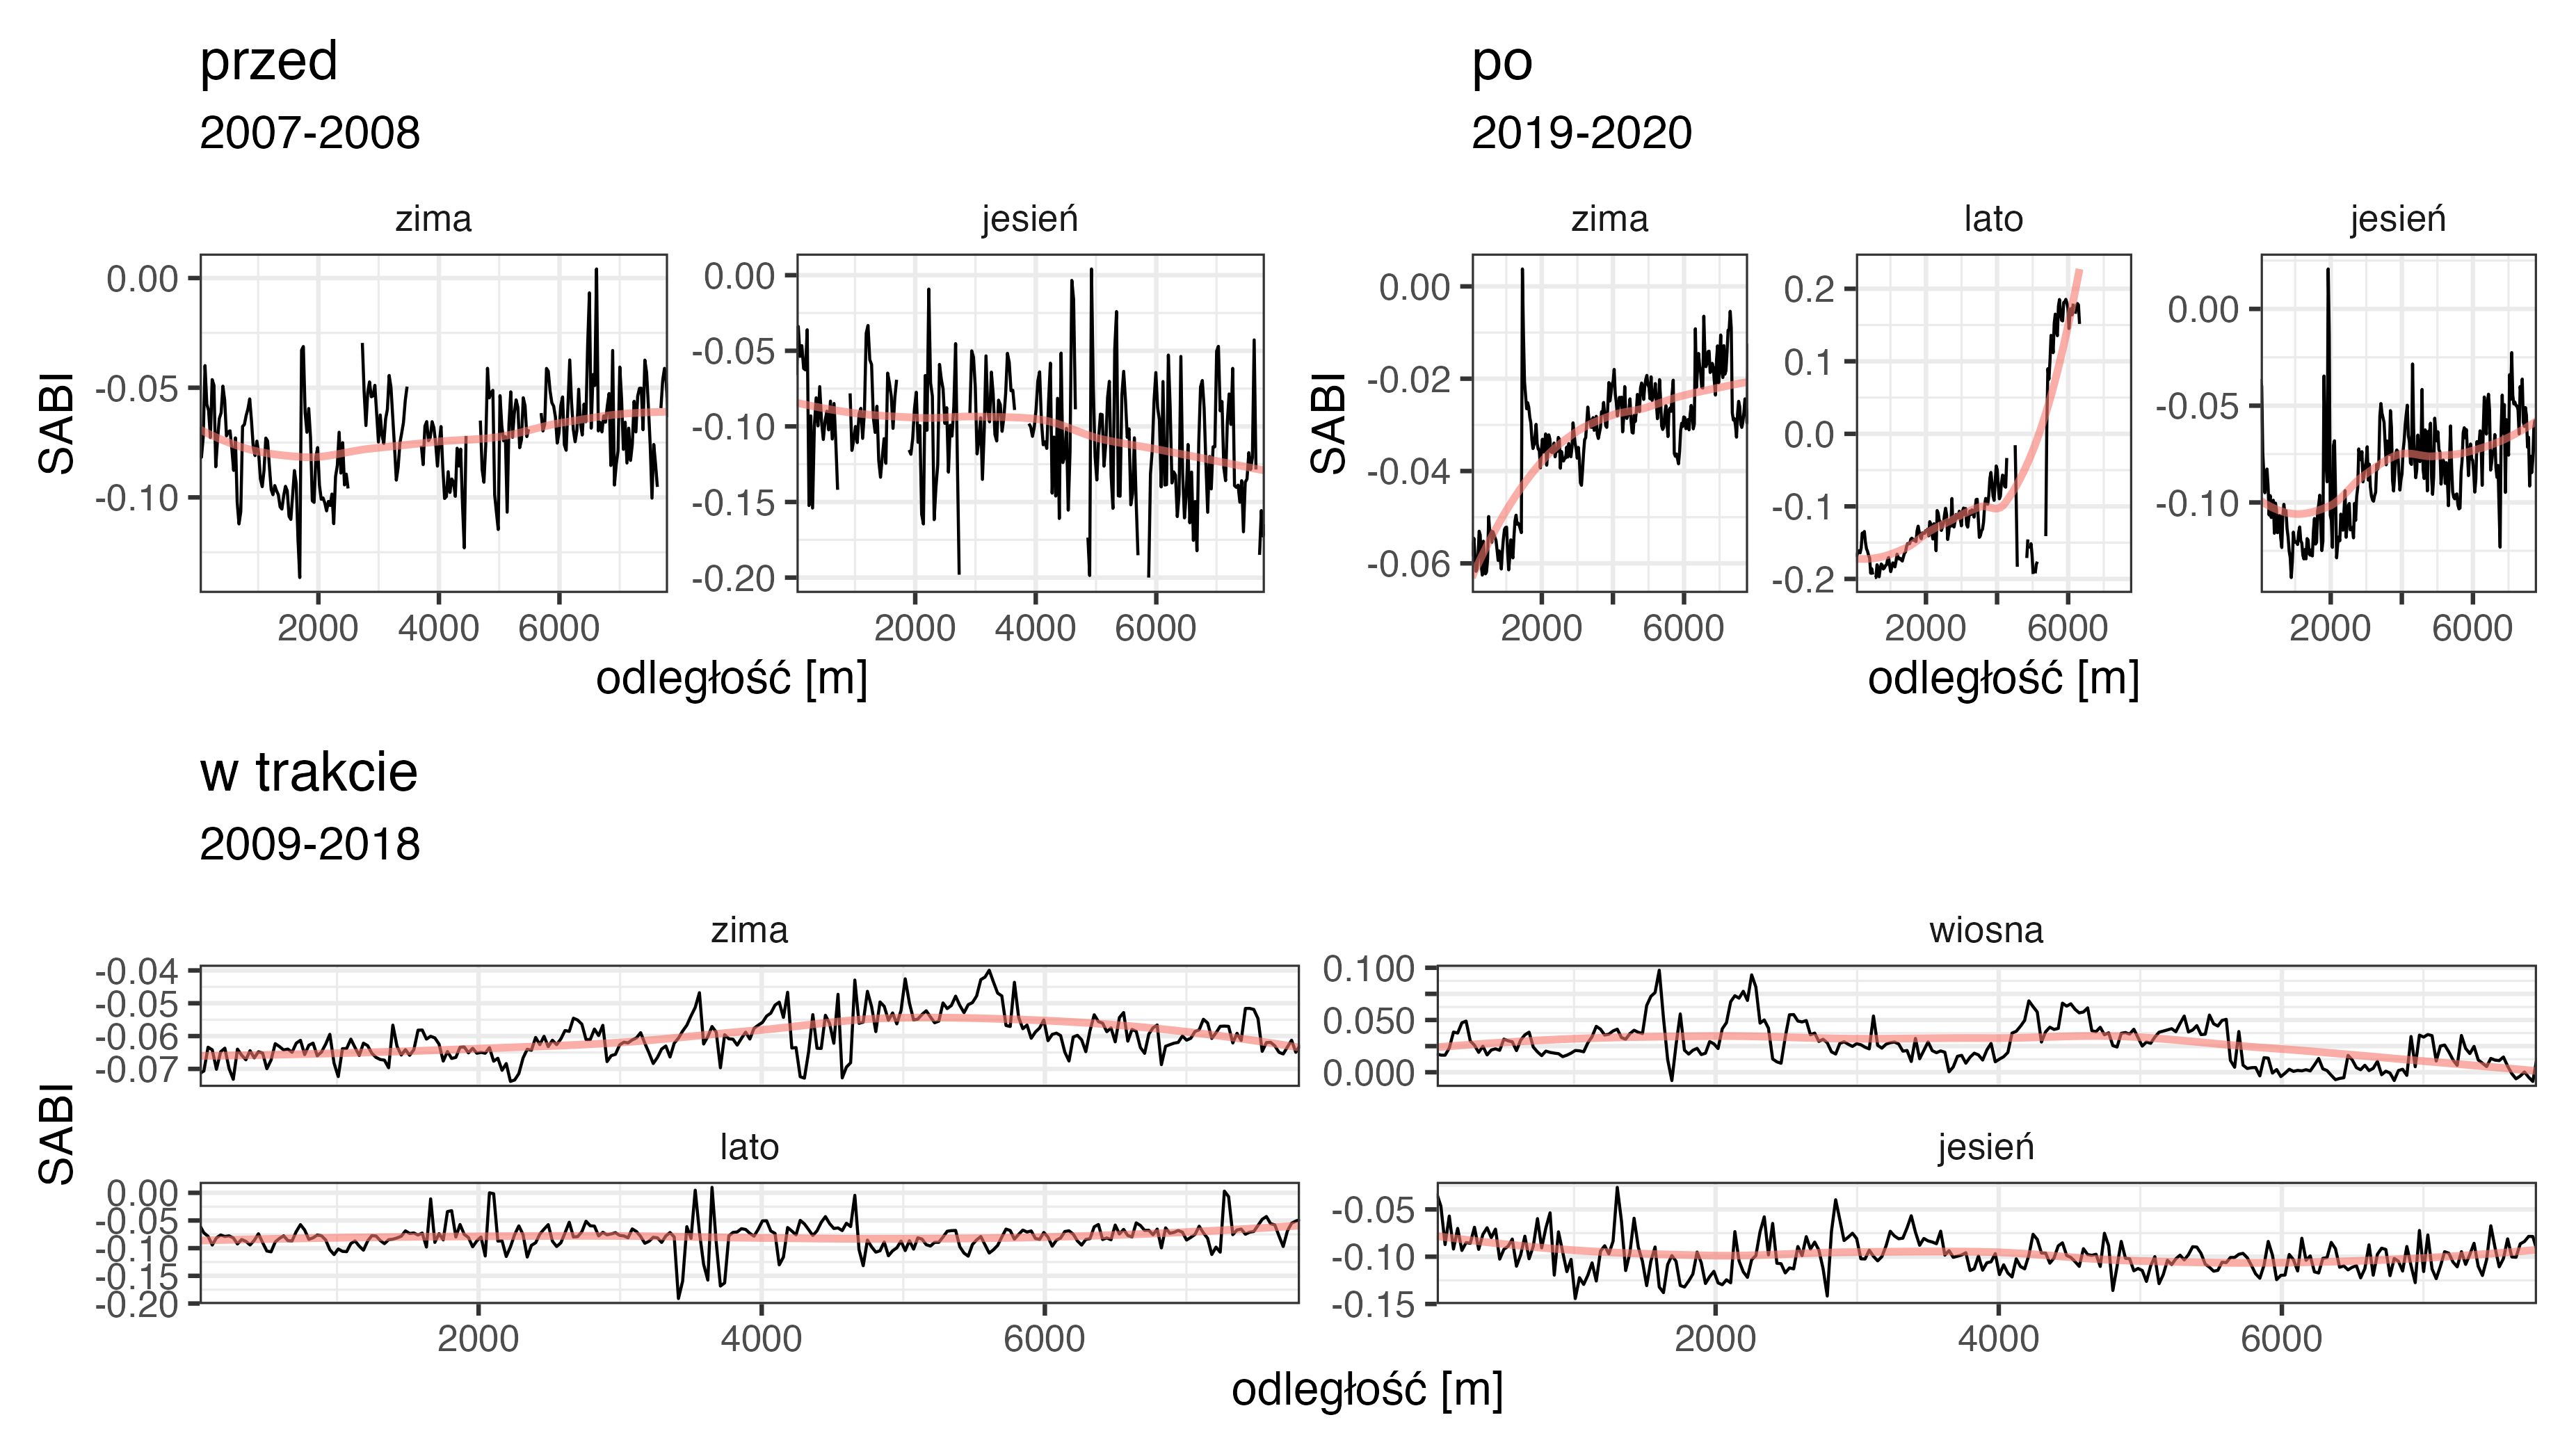 przed
2007-2008
zima
jesień
SABI
0.00
-0.05
-0.10
0.00
-0.05
-0.10
-0.15
-0.20
2000 4000 6000
2000 4000 6000
odległość [m]
po
2019-2020
zima
lato
jesień
SABI
0.00
-0.02
-0.04
-0.06
0.2
0.1
0.0
-0.1
-0.2
0.00
-0.05
-0.10
2000 6000
2000 6000
2000 6000
odległość [m]
w trakcie
2009-2018
zima
wiosna
SABI
-0.04
-0.05
-0.06
-0.07
0.100
0.050
0.000
lato
jesień
0.00
-0.05
-0.10
-0.15
-0.20
-0.05
-0.10
-0.15
2000 4000 6000
2000 4000 6000
odległość [m]